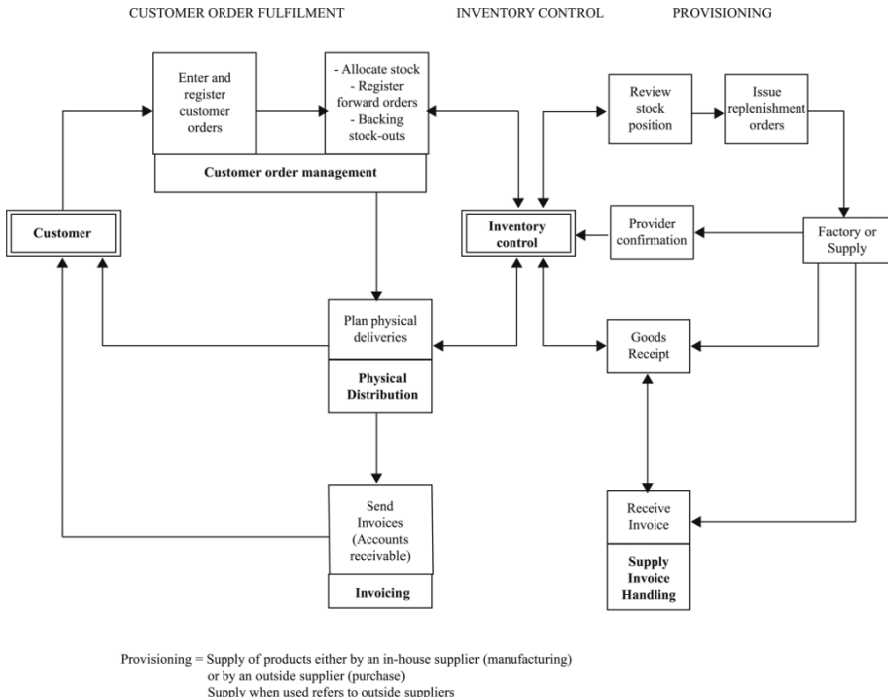 CUSTOMER ORDER FULFILMENT
INVENTORY CONTROL
PROVISIONING
Enter and
register
customer
orders
- Allocate stock
- Register
forward orders
- Backing
stock-outs
Customer order management
Review
stock
position
Issue
replenishment
orders
Customer
Inventory
control
Provider
confirmation
Factory or
Supply
Plan physical
deliveries
Physical
Distribution
Goods
Receipt
Send
Invoices
(Accounts
receivable)
Invoicing
Receive
Invoice
Supply
Invoice
Handling
Provisioning = Supply of products either by an in-house supplier (manufacturing)
or by an outside supplier (purchase)
Supply when used refers to outside suppliers